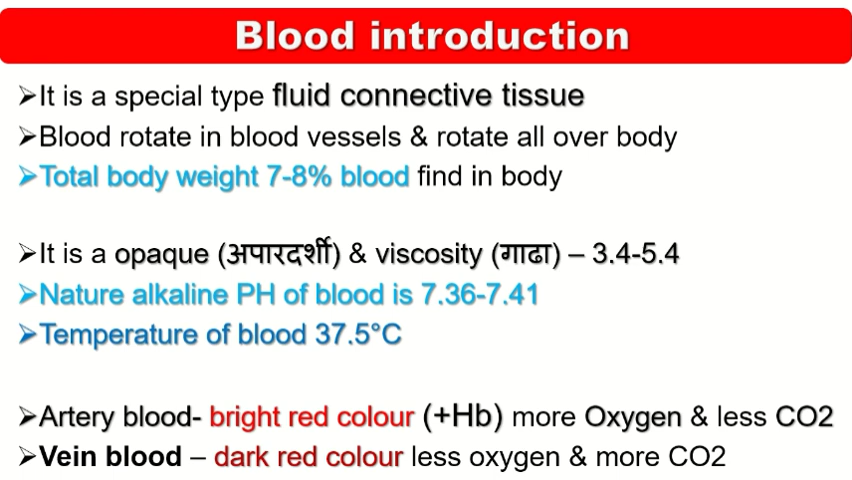 Blood introduction
➢It is a special type fluid connective tissue
➢Blood rotate in blood vessels & rotate all over body
➢Total body weight 7-8% blood find in body
➢It is a opaque (अपारदर्शी) & viscosity (गाढा) – 3.4-5.4
➢Nature alkaline PH of blood is 7.36-7.41
➢Temperature of blood 37.5°C
➢Artery blood- bright red colour (+Hb) more Oxygen & less CO2
➢Vein blood – dark red colour less oxygen & more CO2